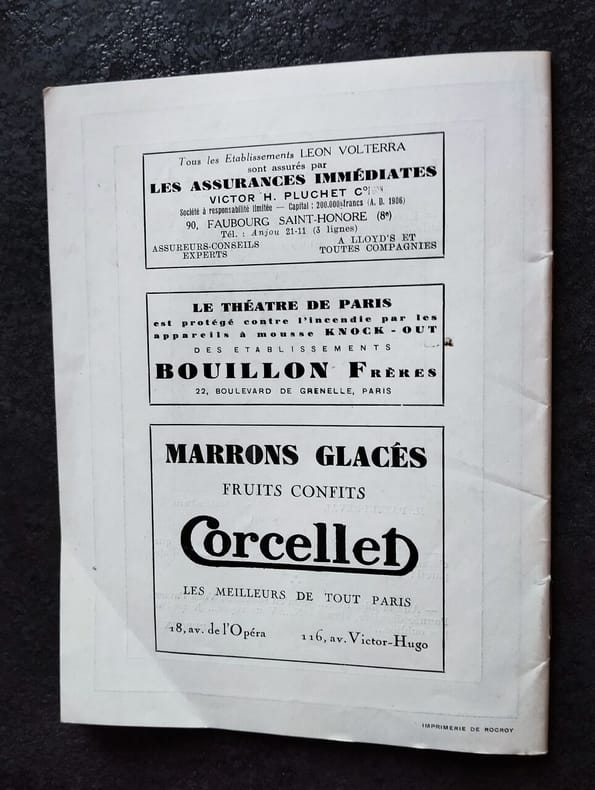 Tous les Etablissements LEON VOLTERRA
sont assurés par
LES ASSURANCES IMMÉDIATES
VICTOR H. PLUCHET
Société à responsabilité limitée — Capital : 200.000 francs (A. D. 1906)
90, FAUBOURG SAINT-HONORE (8e)
Tél. : Anjou 21-11 (3 lignes)
ASSUREURS-CONSEILS
EXPERTS
A LLOYD'S ET
TOUTES COMPAGNIES
LE THÉATRE DE PARIS
est protégé contre l'incendie par les
appareils à mousse KNOCK-OUT
DES ETABLISSEMENTS
BOUILLON FRÈRES
22, BOULEVARD DE GRENELLE, PARIS
MARRONS GLACÉS
FRUITS CONFITS
Corcellet
LES MEILLEURS DE TOUT PARIS
18, av. de l'Opéra
116, av. Victor-Hugo
IMPRIMERIE DE ROCROY